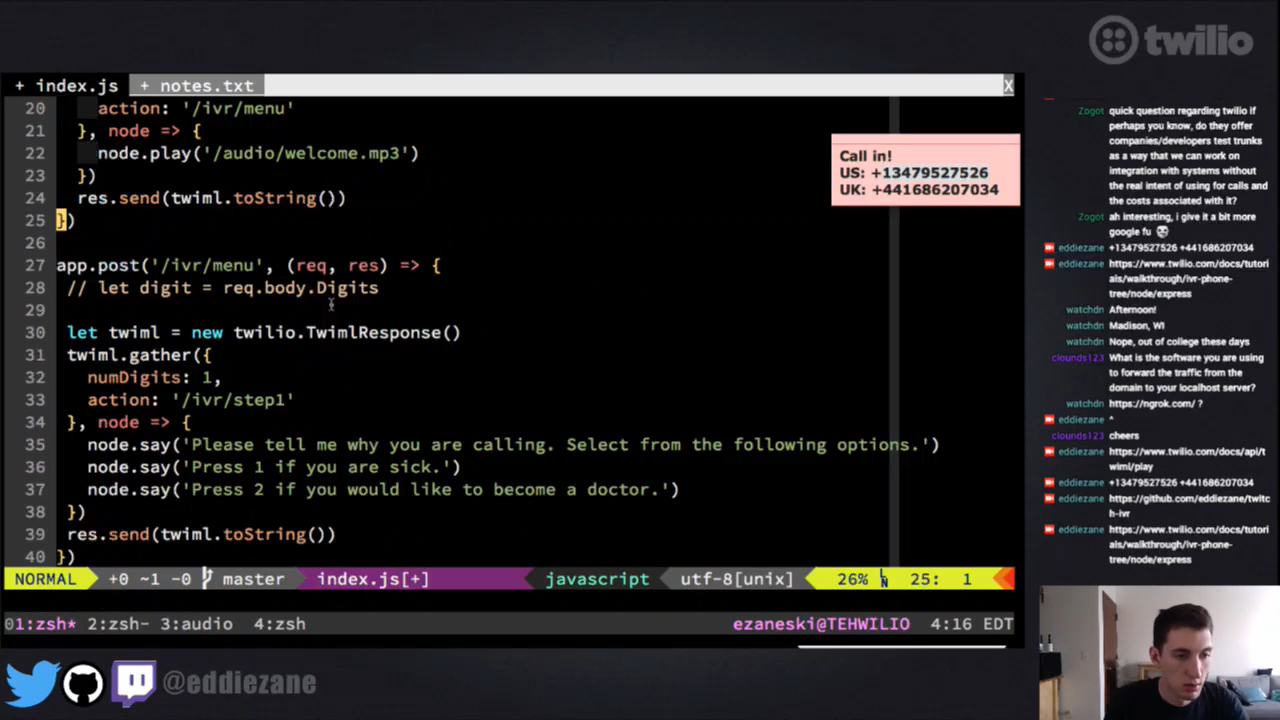 twilio
+ index.js + notes.txt X
20 action: '/ivr/menu'
21 }, node => {
22 node.play('/audio/welcome.mp3')
23 })
24 res.send(twiml.toString())
25 })
26
27 app.post('/ivr/menu', (req, res) => {
28 // let digit = req.body.Digits
29
30 let twiml = new twilio.TwimlResponse()
31 twiml.gather({
32 numDigits: 1,
33 action: '/ivr/step1'
34 }, node => {
35 node.say('Please tell me why you are calling. Select from the following options.')
36 node.say('Press 1 if you are sick.')
37 node.say('Press 2 if you would like to become a doctor.')
38 })
39 res.send(twiml.toString())
40 })
NORMAL +0 ~1 -0 master index.js[+] javascript utf-8[unix] 26% LN 25: 1
01:zsh* 2:zsh- 3:audio 4:zsh ezaneski@TEHWILIO 4:16 EDT
@eddiezane
Call in!
US: +13479527526
UK: +441686207034
Zogot quick question regarding twilio if
perhaps you know, do they offer
companies/developers test trunks
as a way that we can work on
integration with systems without
the real intent of using for calls and
the costs associated with it?
Zogot ah interesting, i give it a bit more
google fu
eddiezane +13479527526 +441686207034
eddiezane https://www.twilio.com/docs/tutori
als/walkthrough/ivr-phone-
tree/node/express
watchdn Afternoon!
watchdn Madison, WI
watchdn Nope, out of college these days
clounds123 What is the software you are using
to forward the traffic from the
domain to your localhost server?
watchdn https://ngrok.com/ ?
eddiezane ^
clounds123 cheers
eddiezane https://www.twilio.com/docs/api/t
wiml/play
eddiezane +13479527526 +441686207034
eddiezane https://github.com/eddiezane/twitc
h-ivr
eddiezane https://www.twilio.com/docs/tutori
als/walkthrough/ivr-phone-
tree/node/express